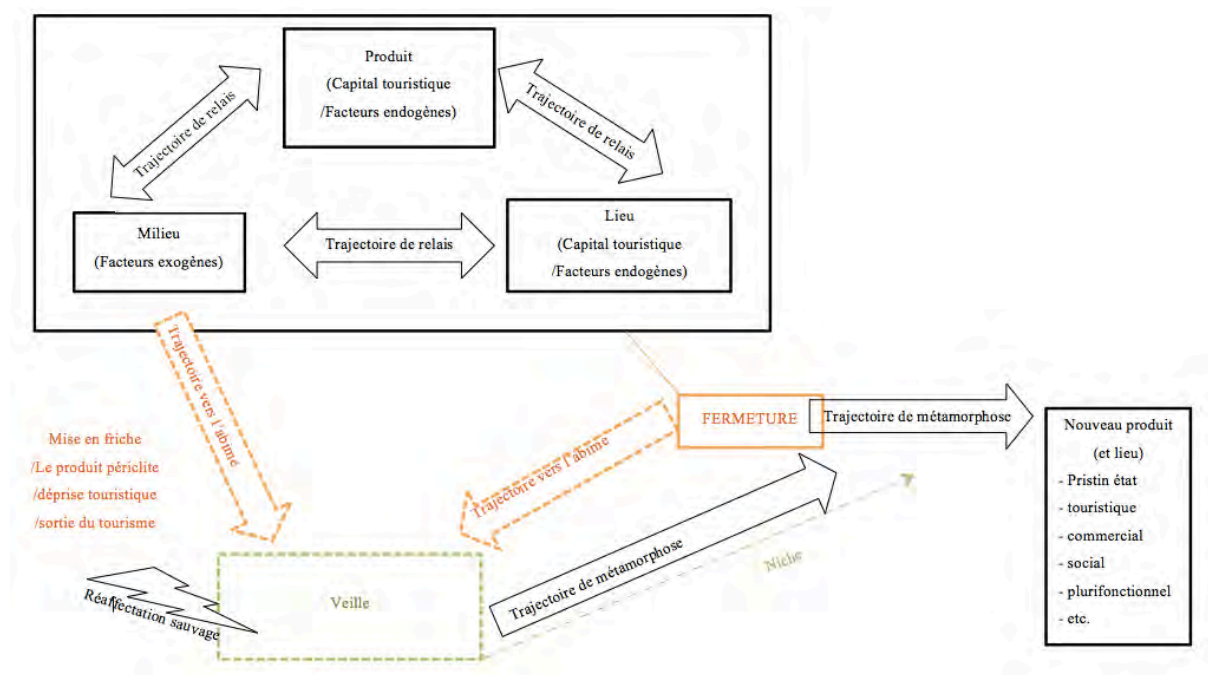 Produit
(Capital touristique
/Facteurs endogènes)
Trajectoire de relais
Trajectoire de relais
Milieu
(Facteurs exogènes)
Trajectoire de relais
Lieu
(Capital touristique
/Facteurs endogènes)
Trajectoire vers l'abime
Mise en friche
/Le produit périclite
/déprise touristique
/sortie du tourisme
FERMETURE
Trajectoire de métamorphose
Trajectoire vers l'abime
Nouveau produit
(et lieu)
- Pristin état
- touristique
- commercial
- social
- plurifonctionnel
- etc.
Réaffectation sauvage
Veille
Trajectoire de métamorphose
Niche